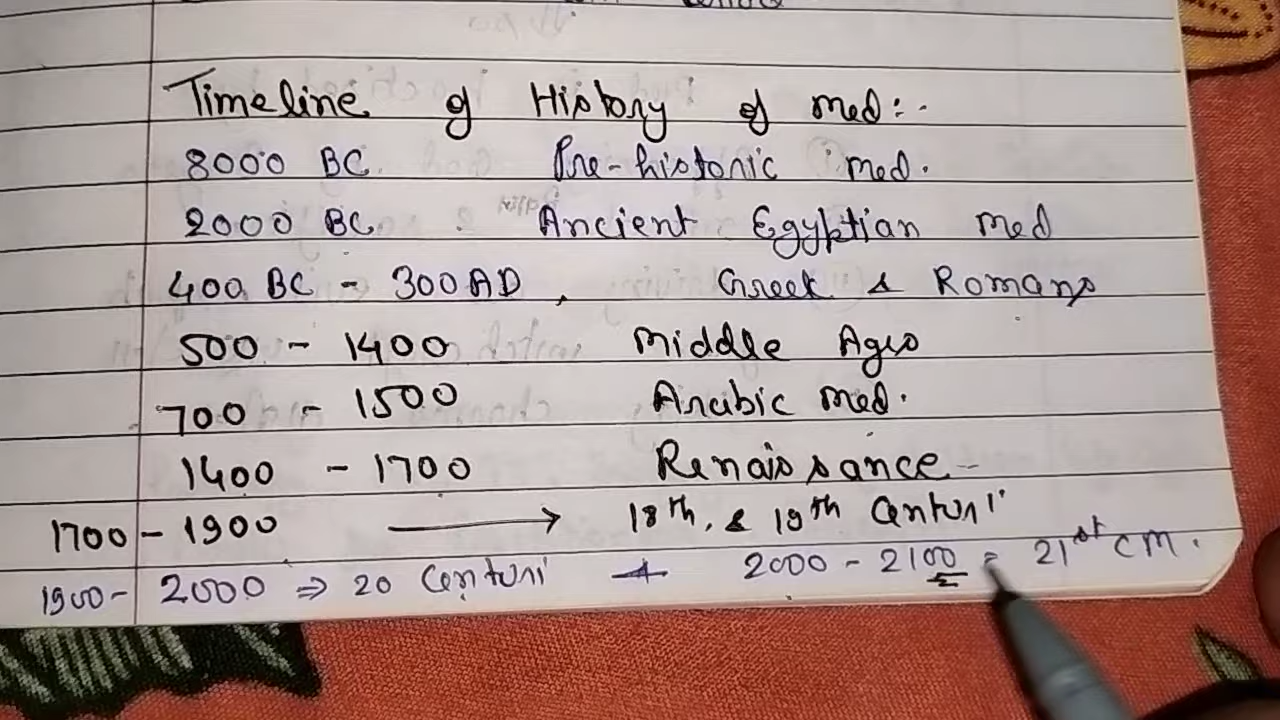 Timeline of History of med:-
8000 BC Pre-historic med.
2000 BC Ancient Egyptian med
400 BC - 300 AD, Greek & Romans
500 - 1400 Middle Ages
700 - 1500 Arabic med.
1400 - 1700 Renaissance -
1700 - 1900 → 18th, & 19th Centuri
1900 - 2000 ⇒ 20 Centuri 2000 - 2100 = 21st